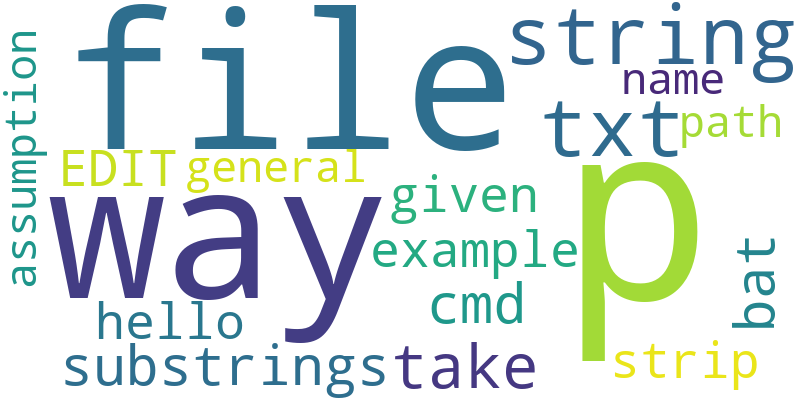 file
string
name
txt
path
assumption
EDIT
general
way
given
p
example
bat
cmd
hello
substrings
take
strip